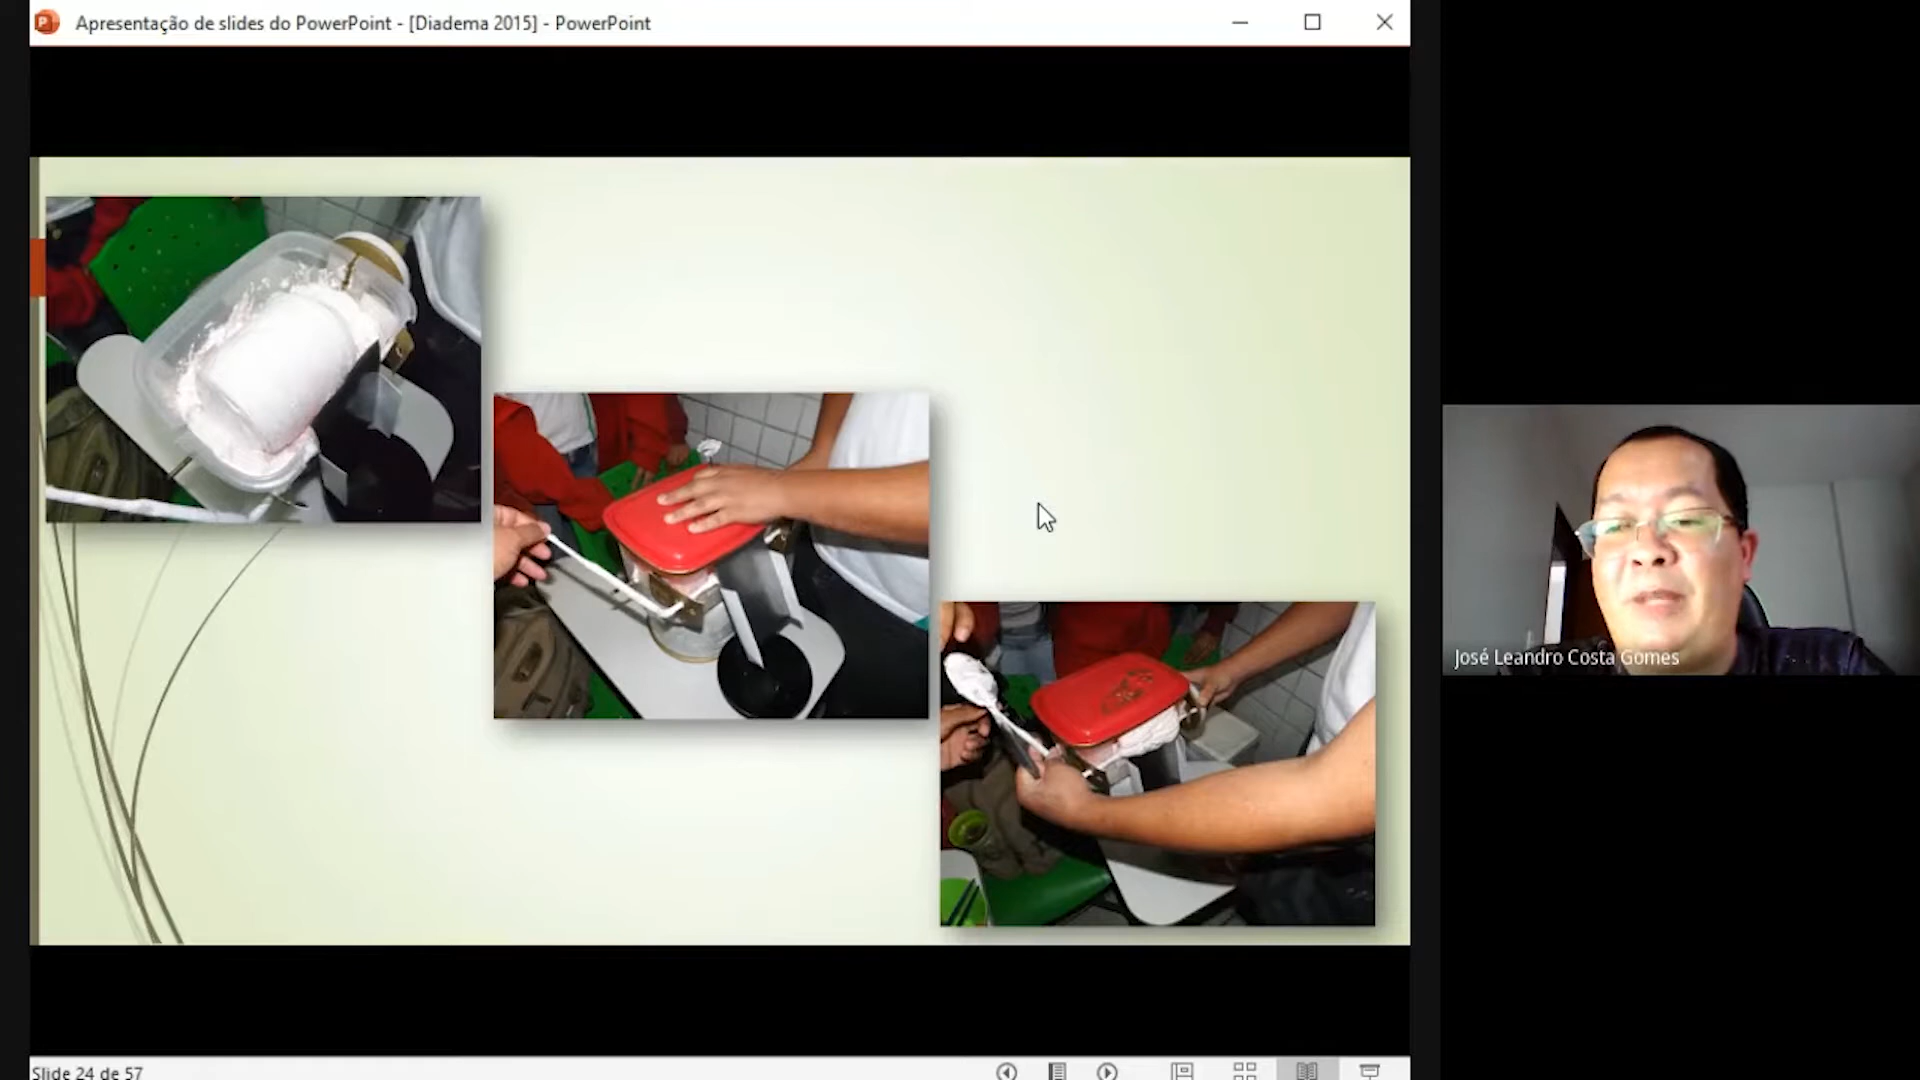 Apresentação de slides do PowerPoint - [Diadema 2015] - PowerPoint
José Leandro Costa Gomes
Slide 24 de 57